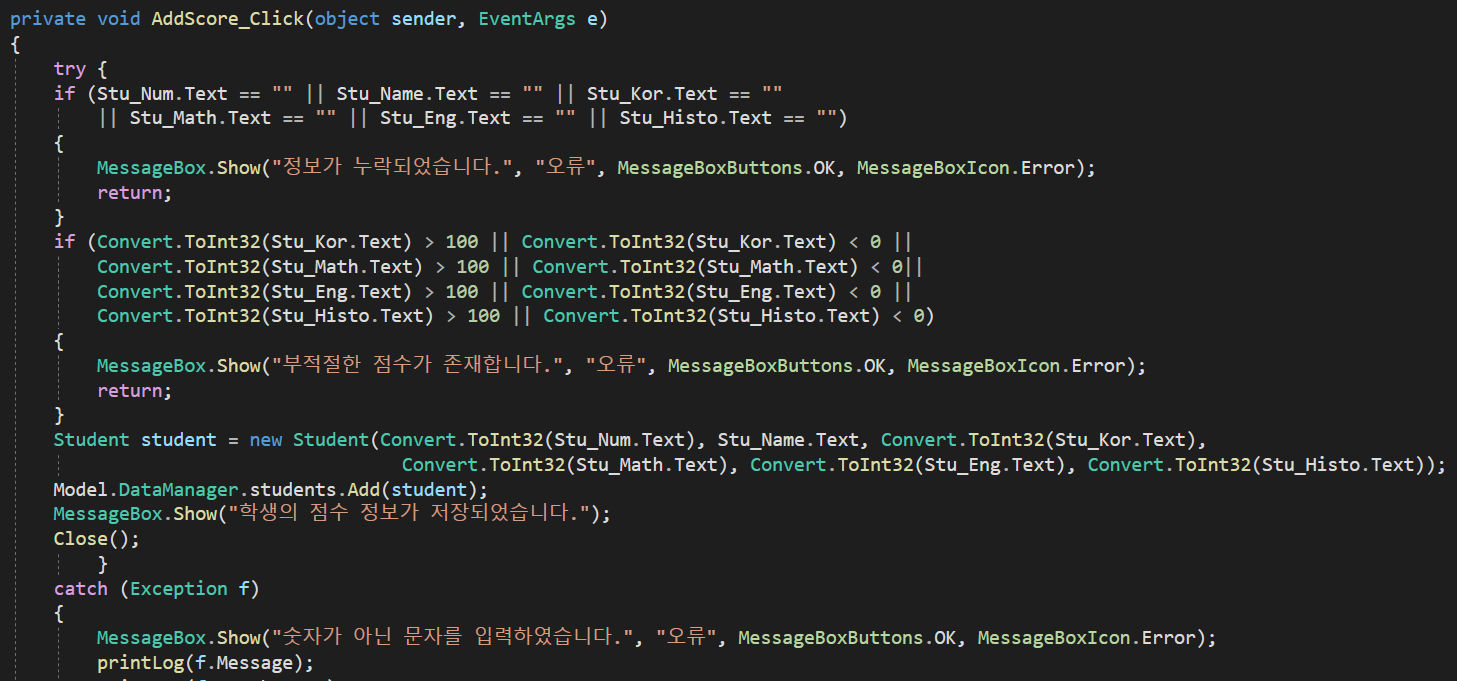 private void AddScore_Click(object sender, EventArgs e)
{
try {
if (Stu_Num.Text == "" || Stu_Name.Text == "" || Stu_Kor.Text == ""
|| Stu_Math.Text == "" || Stu_Eng.Text == "" || Stu_Histo.Text == "")
{
MessageBox.Show("정보가 누락되었습니다.", "오류", MessageBoxButtons.OK, MessageBoxIcon.Error);
return;
}
if (Convert.ToInt32(Stu_Kor.Text) > 100 || Convert.ToInt32(Stu_Kor.Text) < 0 ||
Convert.ToInt32(Stu_Math.Text) > 100 || Convert.ToInt32(Stu_Math.Text) < 0||
Convert.ToInt32(Stu_Eng.Text) > 100 || Convert.ToInt32(Stu_Eng.Text) < 0 ||
Convert.ToInt32(Stu_Histo.Text) > 100 || Convert.ToInt32(Stu_Histo.Text) < 0)
{
MessageBox.Show("부적절한 점수가 존재합니다.", "오류", MessageBoxButtons.OK, MessageBoxIcon.Error);
return;
}
Student student = new Student(Convert.ToInt32(Stu_Num.Text), Stu_Name.Text, Convert.ToInt32(Stu_Kor.Text),
Convert.ToInt32(Stu_Math.Text), Convert.ToInt32(Stu_Eng.Text), Convert.ToInt32(Stu_Histo.Text));
Model.DataManager.students.Add(student);
MessageBox.Show("학생의 점수 정보가 저장되었습니다.");
Close();
}
catch (Exception f)
{
MessageBox.Show("숫자가 아닌 문자를 입력하였습니다.", "오류", MessageBoxButtons.OK, MessageBoxIcon.Error);
printLog(f.Message);